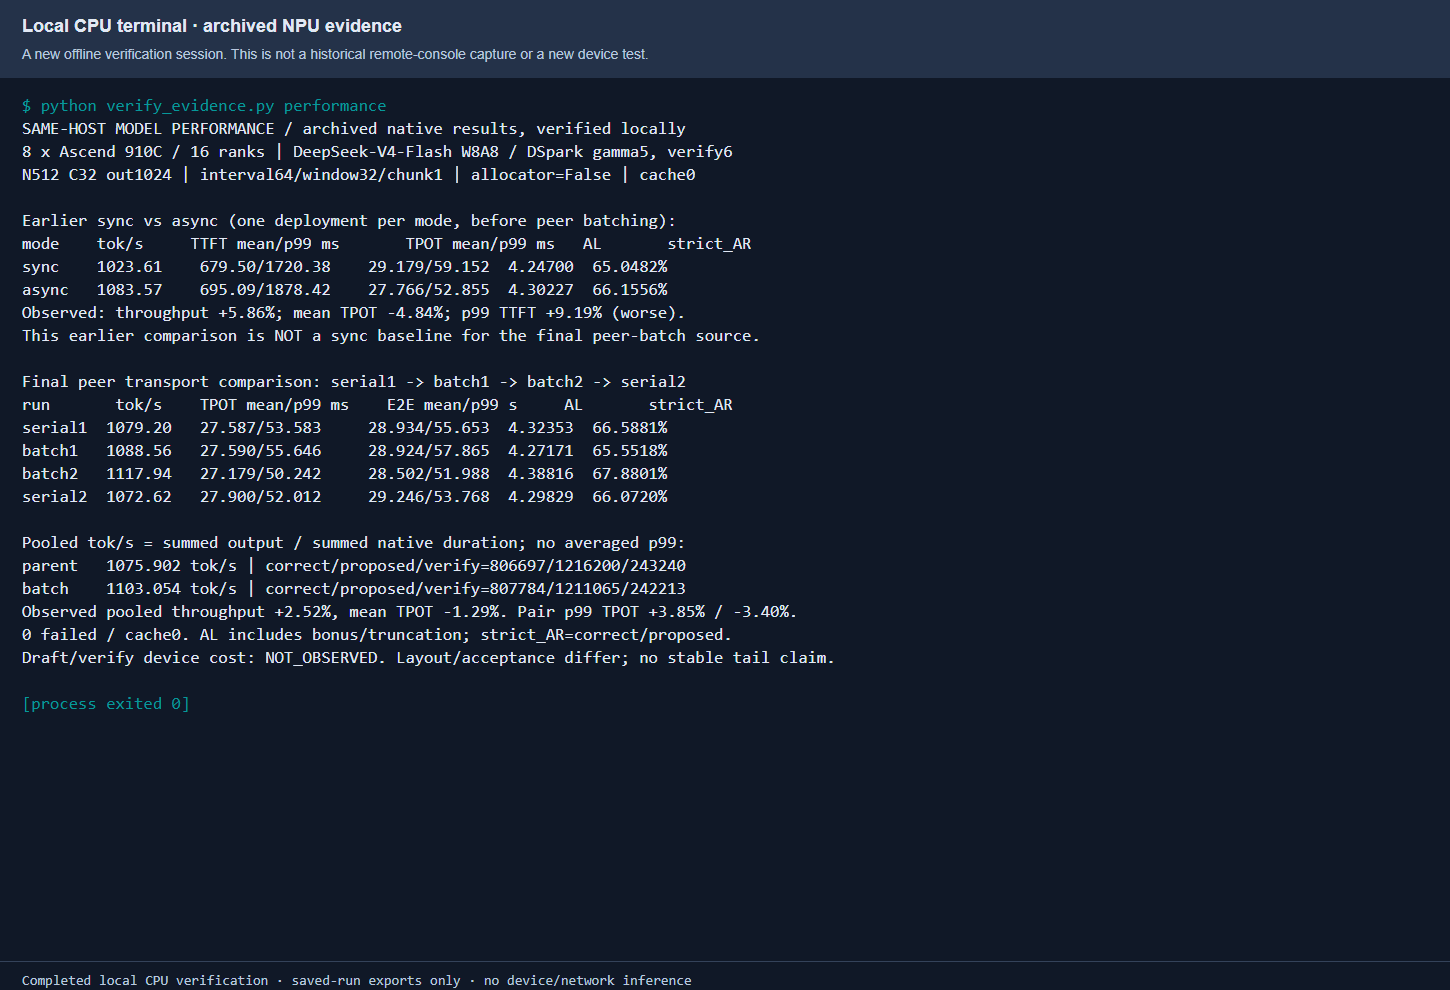 Local CPU terminal · archived NPU evidence
A new offline verification session. This is not a historical remote-console capture or a new device test.
$ python verify_evidence.py performance
SAME-HOST MODEL PERFORMANCE / archived native results, verified locally
8 x Ascend 910C / 16 ranks | DeepSeek-V4-Flash W8A8 / DSpark gamma5, verify6
N512 C32 out1024 | interval64/window32/chunk1 | allocator=False | cache0
Earlier sync vs async (one deployment per mode, before peer batching):
mode    tok/s     TTFT mean/p99 ms       TPOT mean/p99 ms   AL       strict_AR
sync    1023.61    679.50/1720.38    29.179/59.152  4.24700  65.0482%
async   1083.57    695.09/1878.42    27.766/52.855  4.30227  66.1556%
Observed: throughput +5.86%; mean TPOT -4.84%; p99 TTFT +9.19% (worse).
This earlier comparison is NOT a sync baseline for the final peer-batch source.
Final peer transport comparison: serial1 -> batch1 -> batch2 -> serial2
run       tok/s    TPOT mean/p99 ms    E2E mean/p99 s     AL       strict_AR
serial1  1079.20   27.587/53.583     28.934/55.653  4.32353  66.5881%
batch1   1088.56   27.590/55.646     28.924/57.865  4.27171  65.5518%
batch2   1117.94   27.179/50.242     28.502/51.988  4.38816  67.8801%
serial2  1072.62   27.900/52.012     29.246/53.768  4.29829  66.0720%
Pooled tok/s = summed output / summed native duration; no averaged p99:
parent   1075.902 tok/s | correct/proposed/verify=806697/1216200/243240
batch    1103.054 tok/s | correct/proposed/verify=807784/1211065/242213
Observed pooled throughput +2.52%, mean TPOT -1.29%. Pair p99 TPOT +3.85% / -3.40%.
0 failed / cache0. AL includes bonus/truncation; strict_AR=correct/proposed.
Draft/verify device cost: NOT_OBSERVED. Layout/acceptance differ; no stable tail claim.
[process exited 0]
Completed local CPU verification · saved-run exports only · no device/network inference